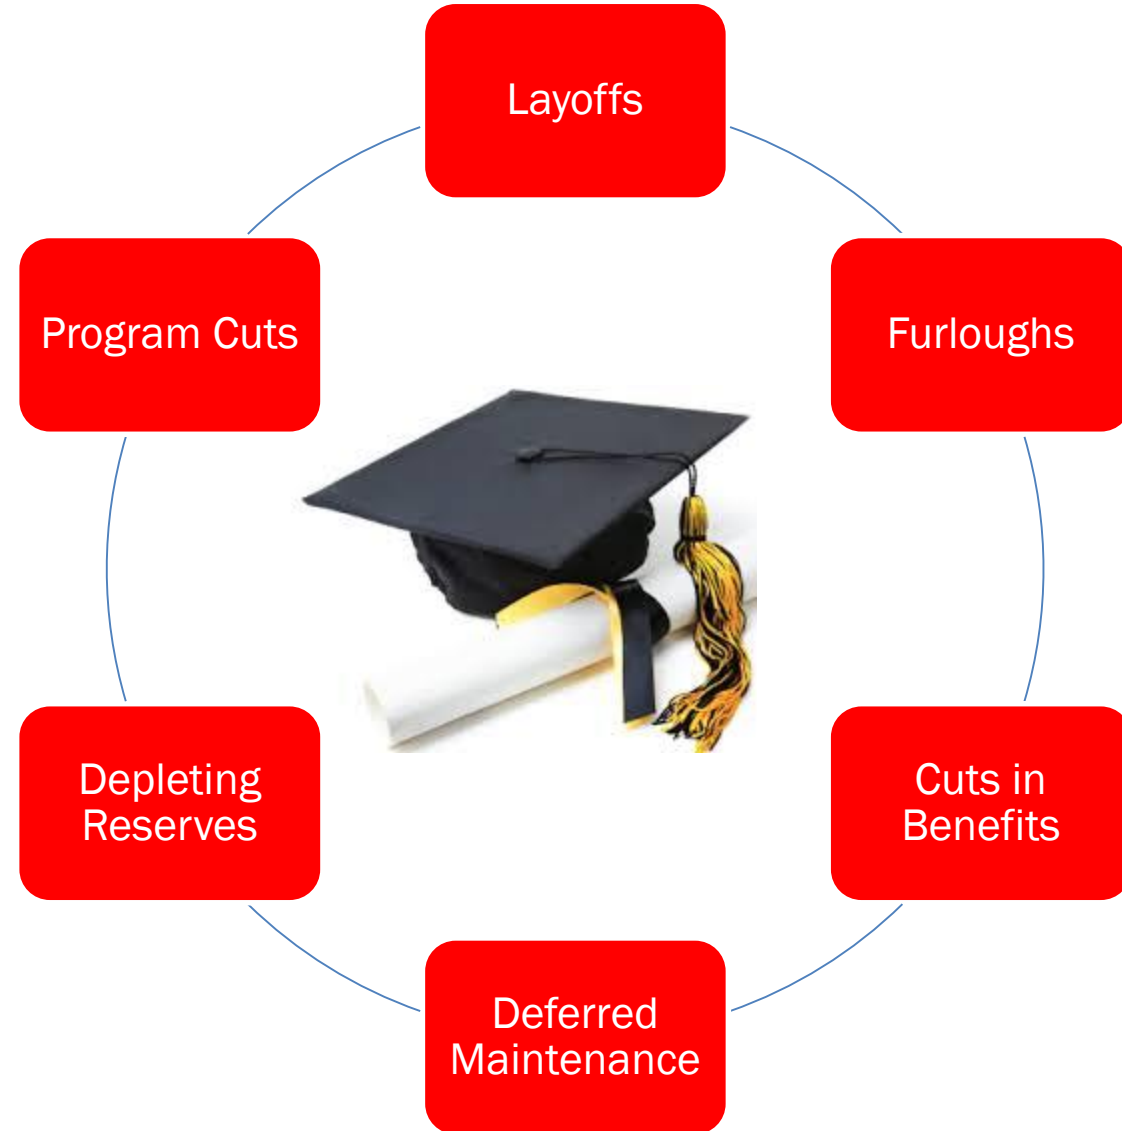 Layoffs
Program Cuts
Furloughs
Depleting
Reserves
Cuts in
Benefits
Deferred
Maintenance